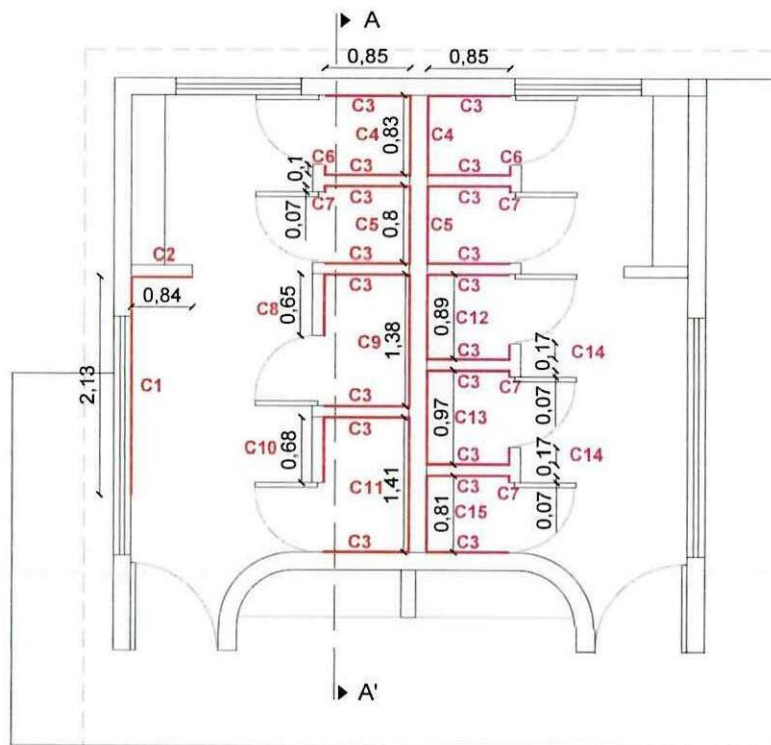 A
0,85 0,85
C3 C3
C4 0,83 C4
C6 C3 C3 C6
0,1
C7 C3 C3 C7
0,07 C5 0,8 C5
C2 C3 C3
0,84 C3 C3
C8 0,65 C9 1,38 0,89 C12
2,13 C1 C3 0,17 C14
C3 C7
C3 0,97 C13 0,07
C3
C10 0,68 C11 1,41 C3 0,17 C14
C3 C7
0,81 C15 0,07
C3 C3
A'